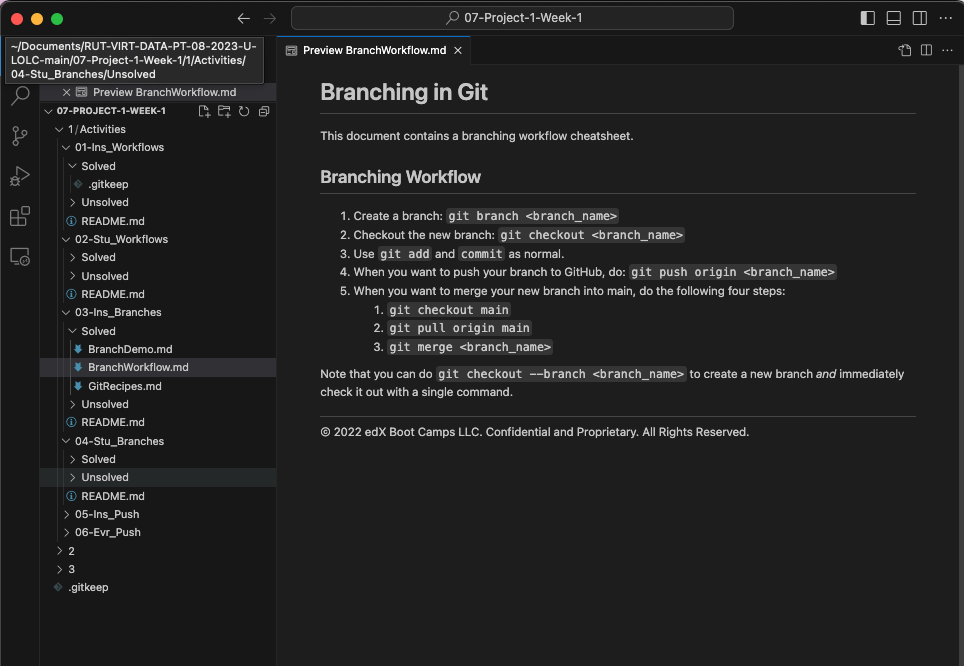 07-Project-1-Week-1
~/Documents/RUT-VIRT-DATA-PT-08-2023-U-
LOLC-main/07-Project-1-Week-1/1/Activities/
04-Stu_Branches/Unsolved
Preview BranchWorkflow.md
07-PROJECT-1-WEEK-1
1/Activities
01-Ins_Workflows
Solved
.gitkeep
Unsolved
README.md
02-Stu_Workflows
Solved
Unsolved
README.md
03-Ins_Branches
Solved
BranchDemo.md
BranchWorkflow.md
GitRecipes.md
Unsolved
README.md
04-Stu_Branches
Solved
Unsolved
README.md
05-Ins_Push
06-Evr_Push
2
3
.gitkeep
Preview BranchWorkflow.md
Branching in Git
This document contains a branching workflow cheatsheet.
Branching Workflow
1. Create a branch: git branch <branch_name>
2. Checkout the new branch: git checkout <branch_name>
3. Use git add and commit as normal.
4. When you want to push your branch to GitHub, do: git push origin <branch_name>
5. When you want to merge your new branch into main, do the following four steps:
1. git checkout main
2. git pull origin main
3. git merge <branch_name>
Note that you can do git checkout --branch <branch_name> to create a new branch and immediately
check it out with a single command.
© 2022 edX Boot Camps LLC. Confidential and Proprietary. All Rights Reserved.